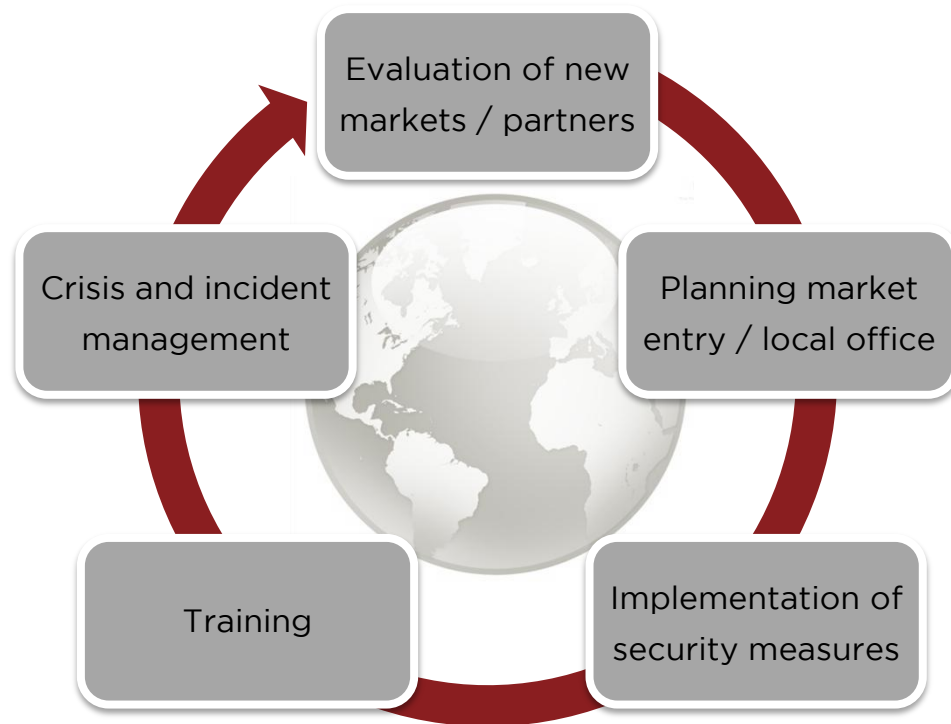 Evaluation of new
markets / partners
Planning market
entry / local office
Implementation of
security measures
Training
Crisis and incident
management